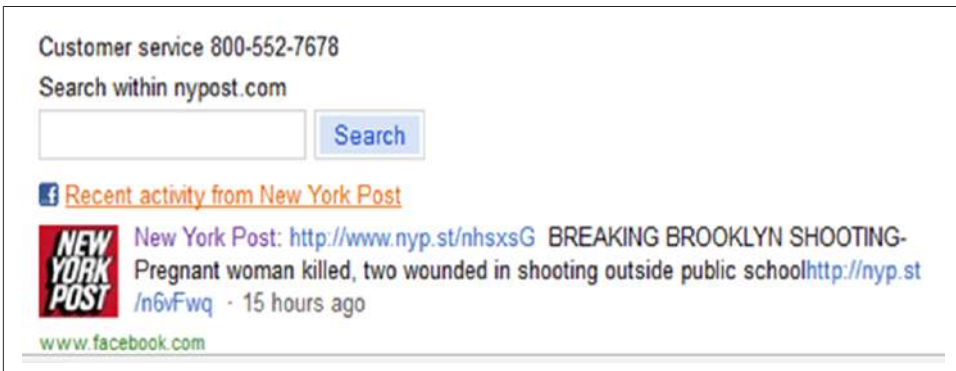 Customer service 800-552-7678
Search within nypost.com
Search
Recent activity from New York Post
NEW YORK POST
New York Post: http://www.nyp.st/nhsxsG BREAKING BROOKLYN SHOOTING-
Pregnant woman killed, two wounded in shooting outside public schoolhttp://nyp.st
/n6vFwq · 15 hours ago
www.facebook.com